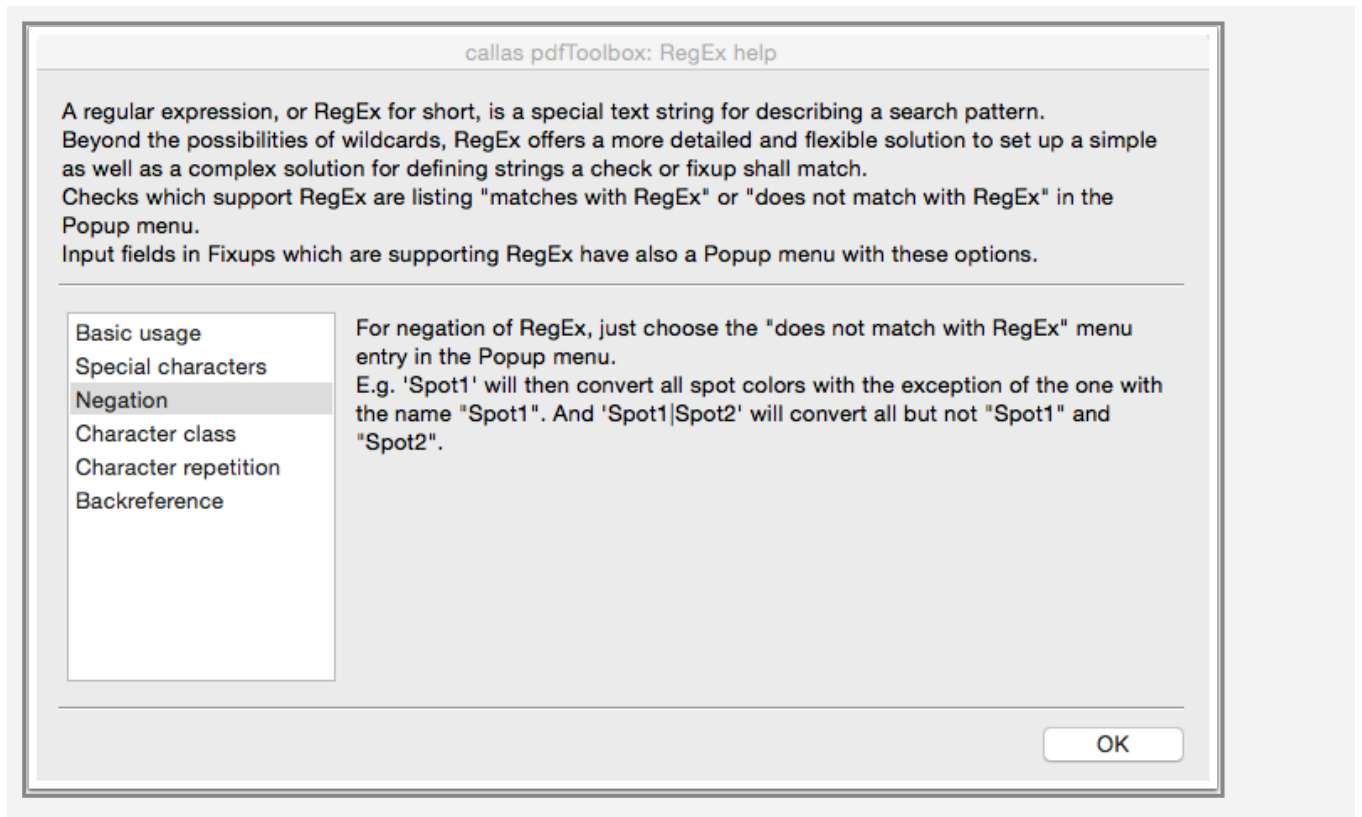 callas pdfToolbox: RegEx help
A regular expression, or RegEx for short, is a special text string for describing a search pattern.
Beyond the possibilities of wildcards, RegEx offers a more detailed and flexible solution to set up a simple
as well as a complex solution for defining strings a check or fixup shall match.
Checks which support RegEx are listing "matches with RegEx" or "does not match with RegEx" in the
Popup menu.
Input fields in Fixups which are supporting RegEx have also a Popup menu with these options.
Basic usage
Special characters
Negation
Character class
Character repetition
Backreference
For negation of RegEx, just choose the "does not match with RegEx" menu
entry in the Popup menu.
E.g. 'Spot1' will then convert all spot colors with the exception of the one with
the name "Spot1". And 'Spot1|Spot2' will convert all but not "Spot1" and
"Spot2".
OK